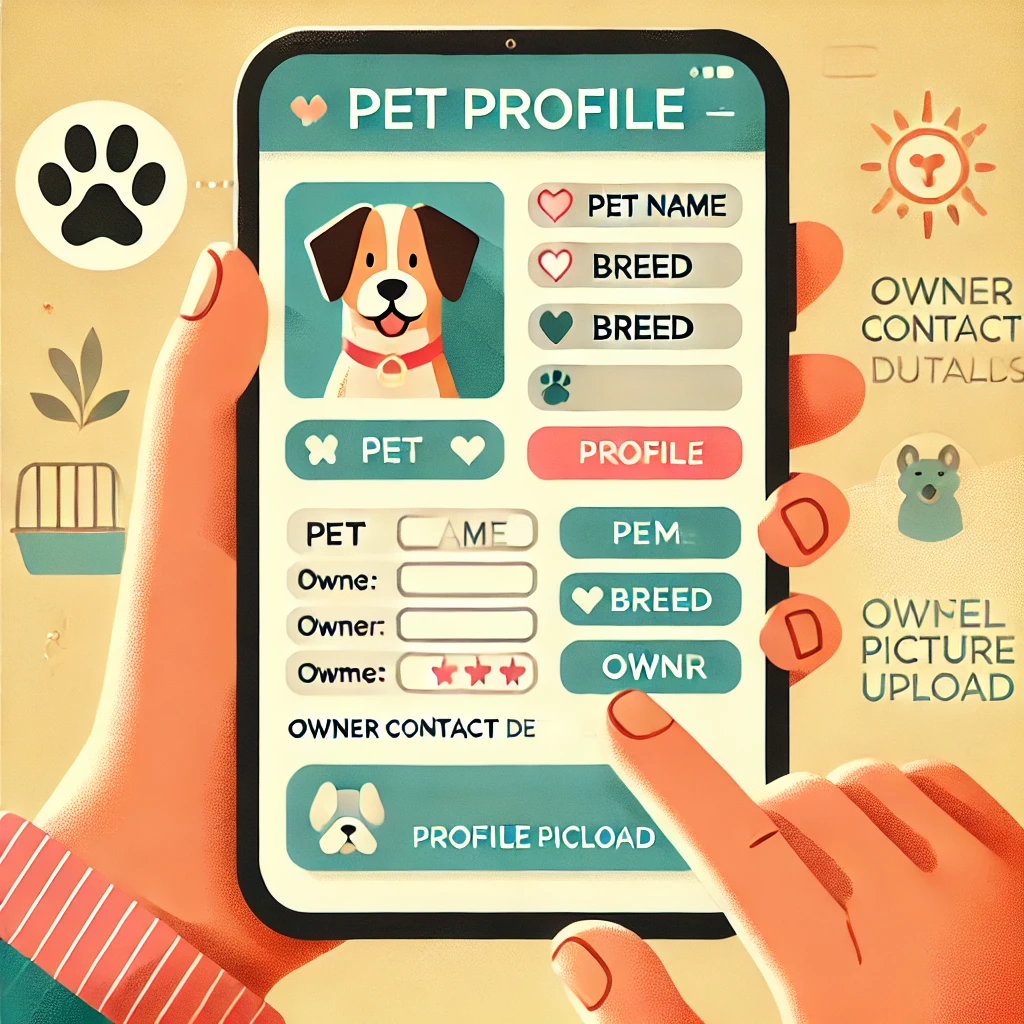 PET PROFILE
PET NAME
BREED
BREED
PET
PROFILE
PET AME
Owne:
Owner:
Owme:
PEM
BREED
OWNR
OWNER CONTACT DE
PROFILE PICLOAD
OWNER
CONTACT
DUTALLS
OWNEL
PICTURE
UPLOAD